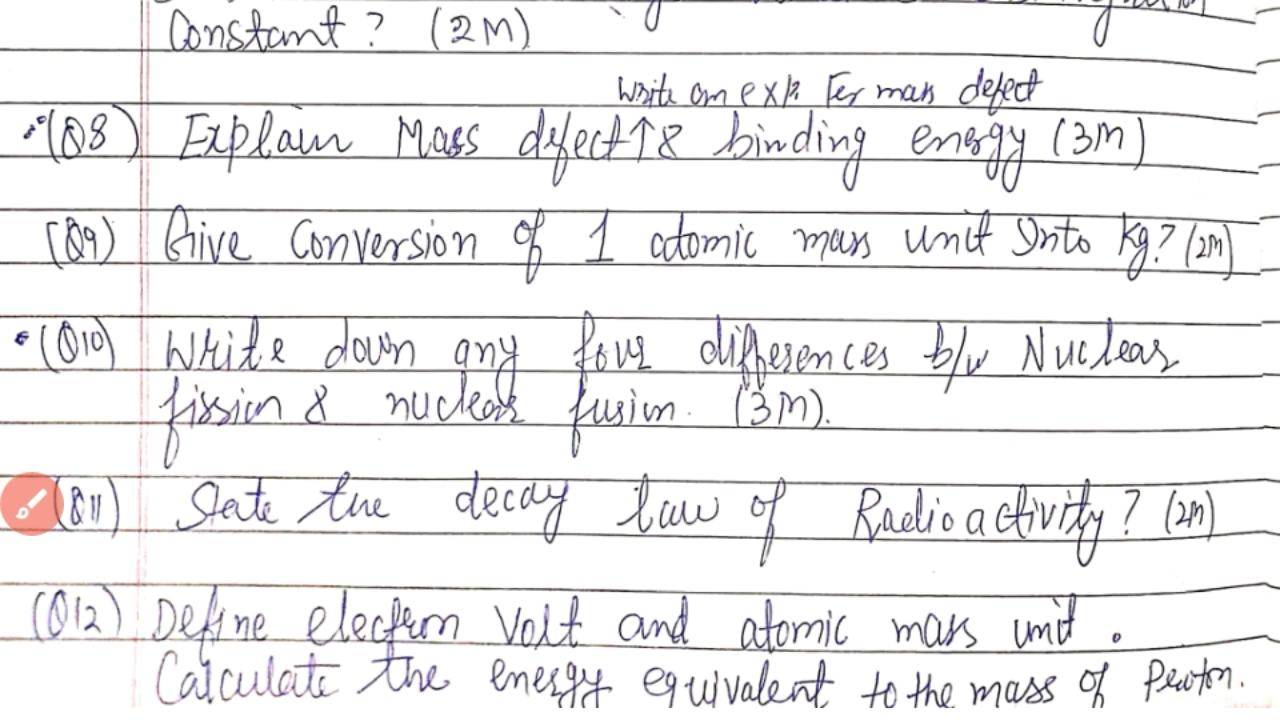 Constant? (2M)
Write an exp. For mass defect
(Q8) Explain Mass defect↑& binding energy (3M)
(Q9) Give Conversion of 1 atomic mass unit Into Kg? (2M)
(Q10) Write down any four differences b/w Nuclear
fission & nuclear fusion. (3M).
(Q11) State the decay law of Radioactivity? (2M)
(Q12) Define electron Volt and atomic mass unit.
Calculate the energy equivalent to the mass of Proton.